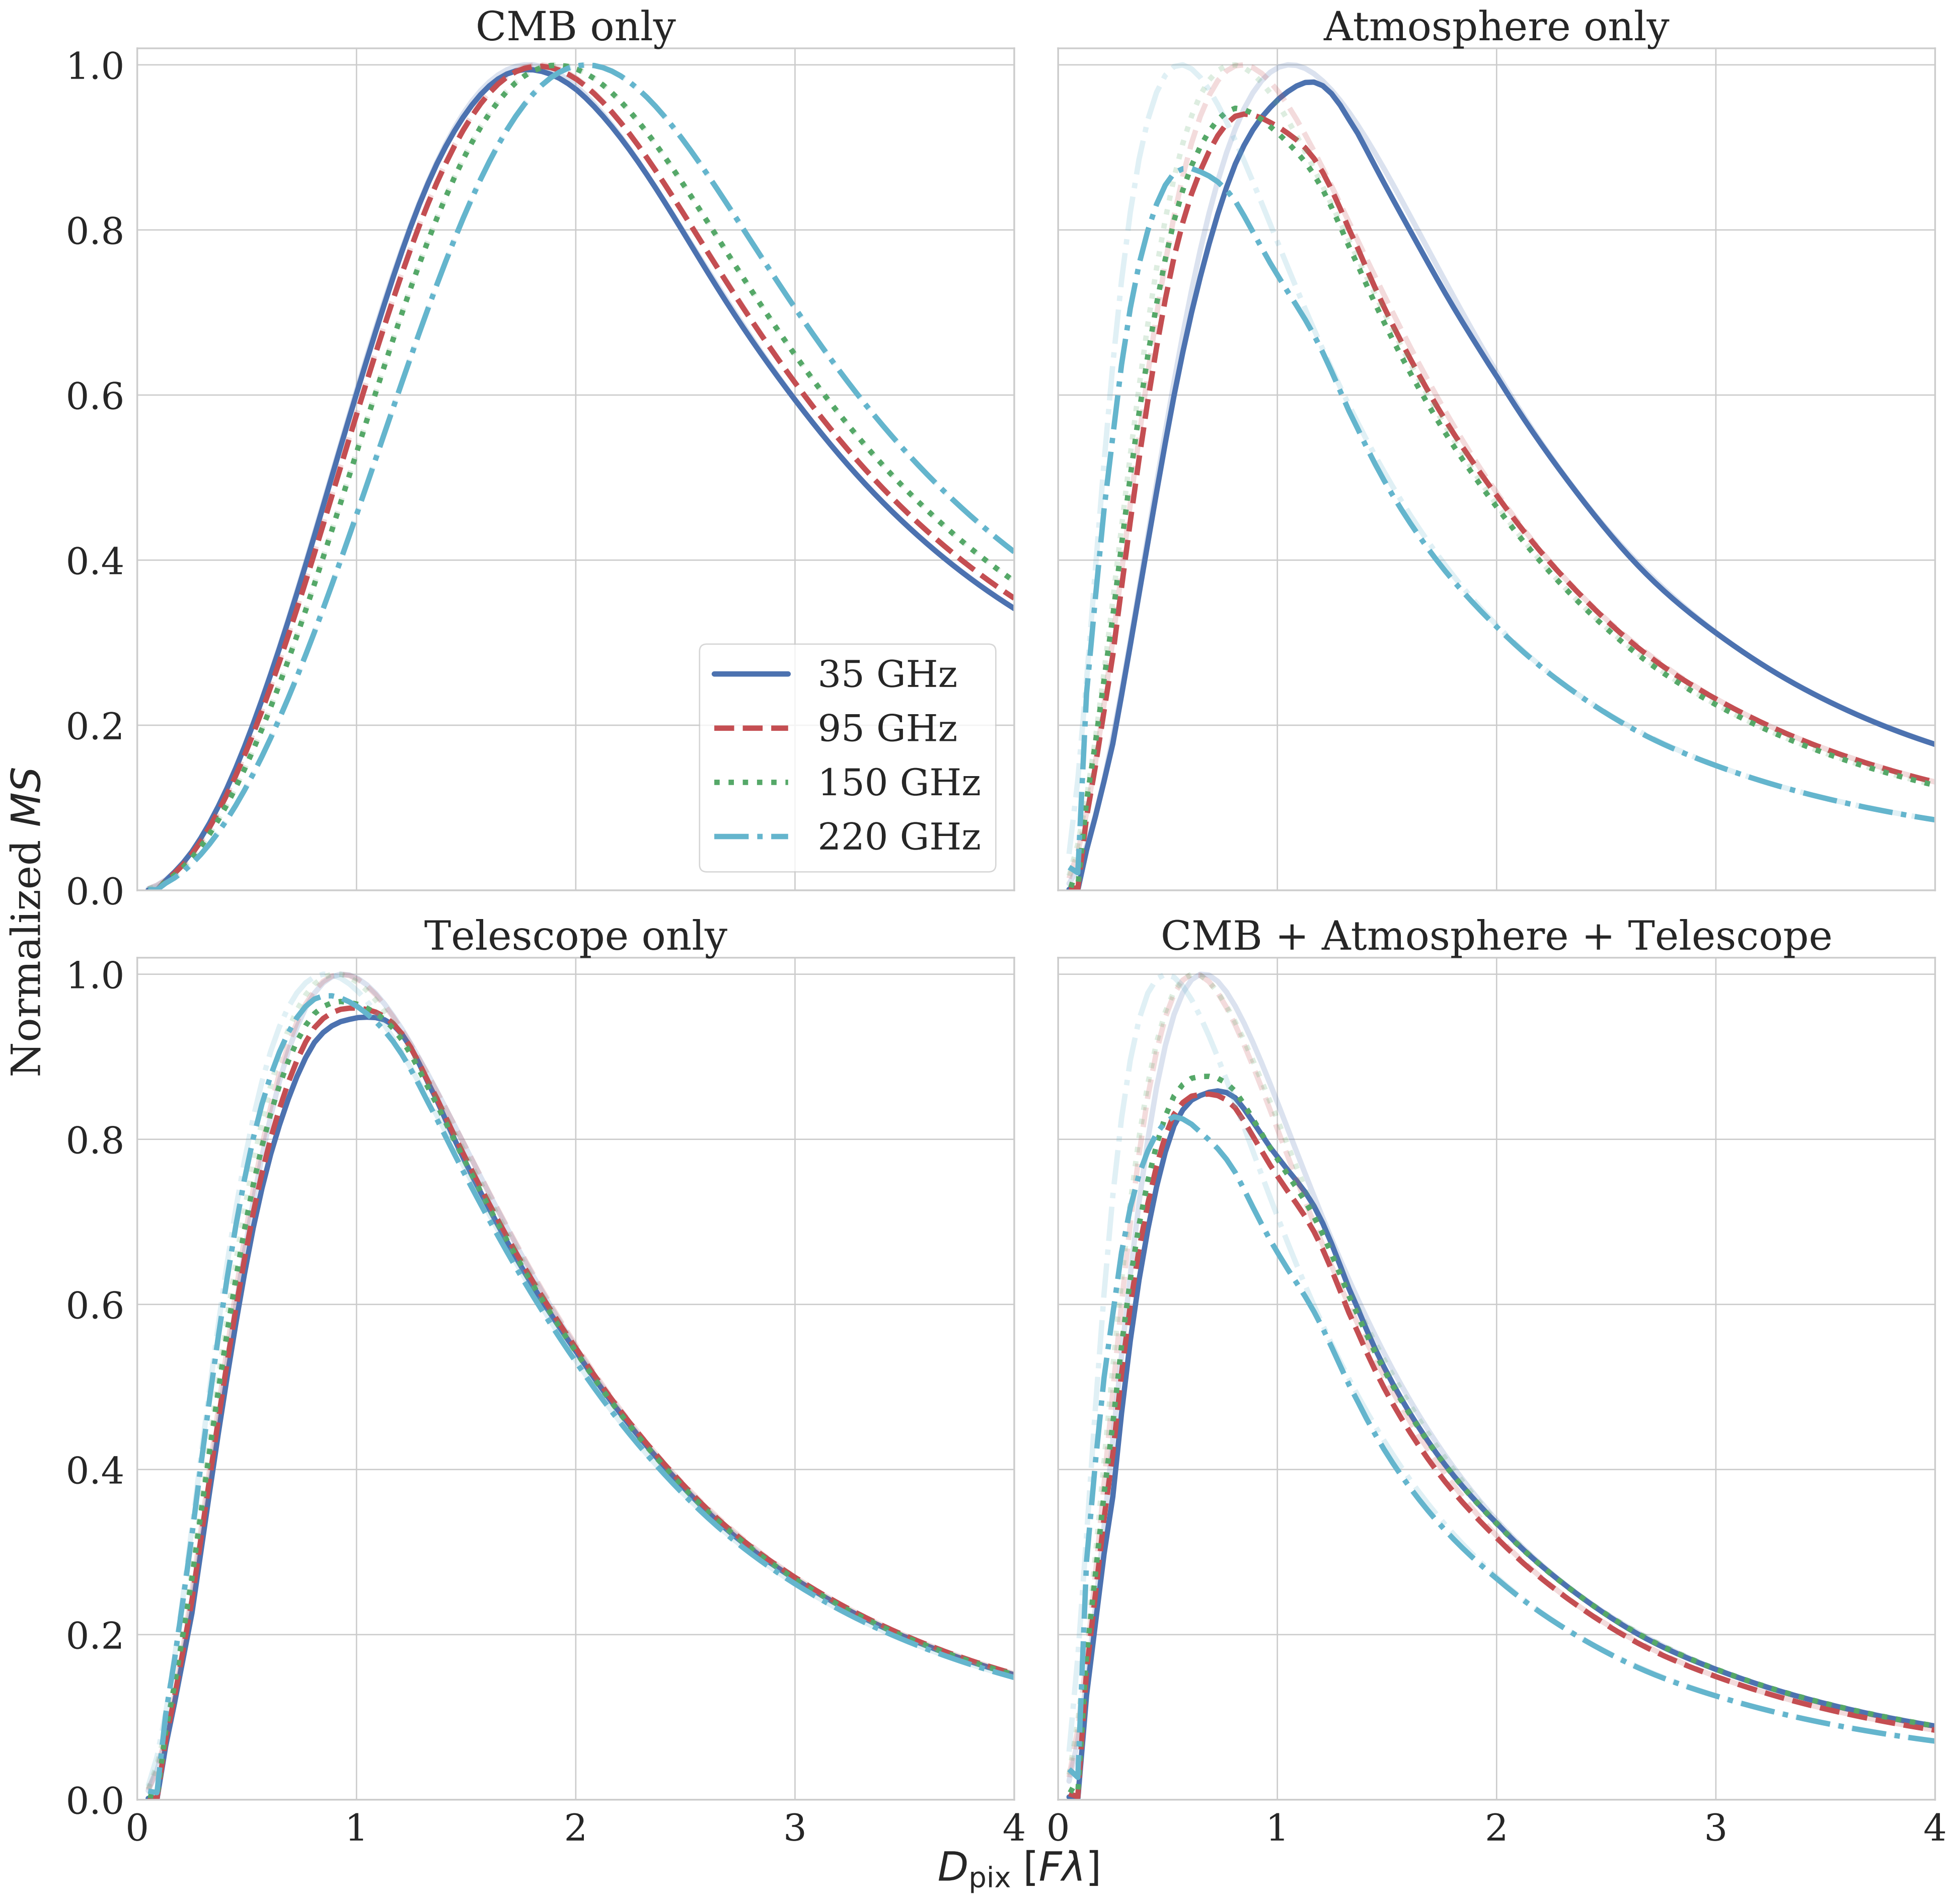 CMB only
Atmosphere only
1.0
0.8
0.6
0.4
0.2
0.0
35 GHz
95 GHz
150 GHz
220 GHz
Normalized MS
Telescope only
CMB + Atmosphere + Telescope
1.0
0.8
0.6
0.4
0.2
0.0
0 1 2 3 4 0 1 2 3 4
Dpix [Fλ]